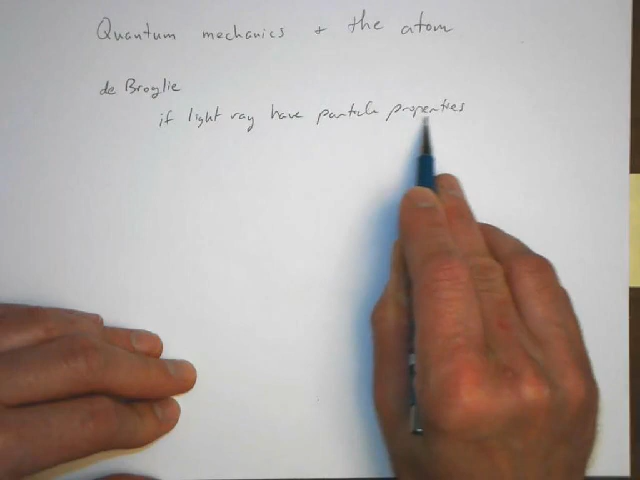 Quantum mechanics + the atom
de Broglie
if light ray have particle properties